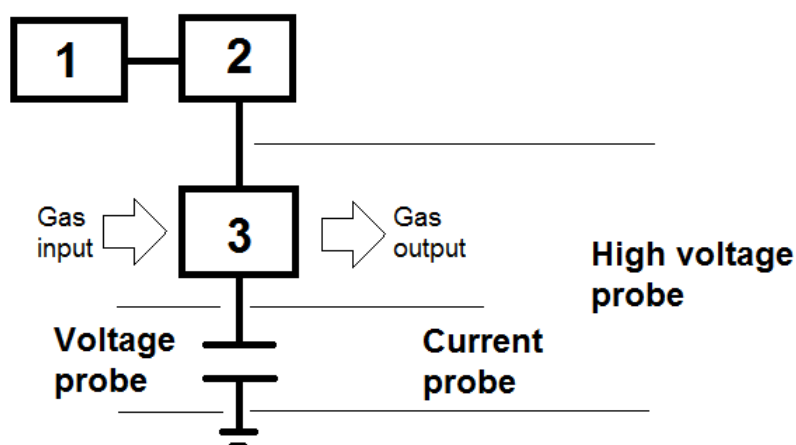 1
2
Gas
input
3
Gas
output
High voltage
probe
Voltage
probe
Current
probe